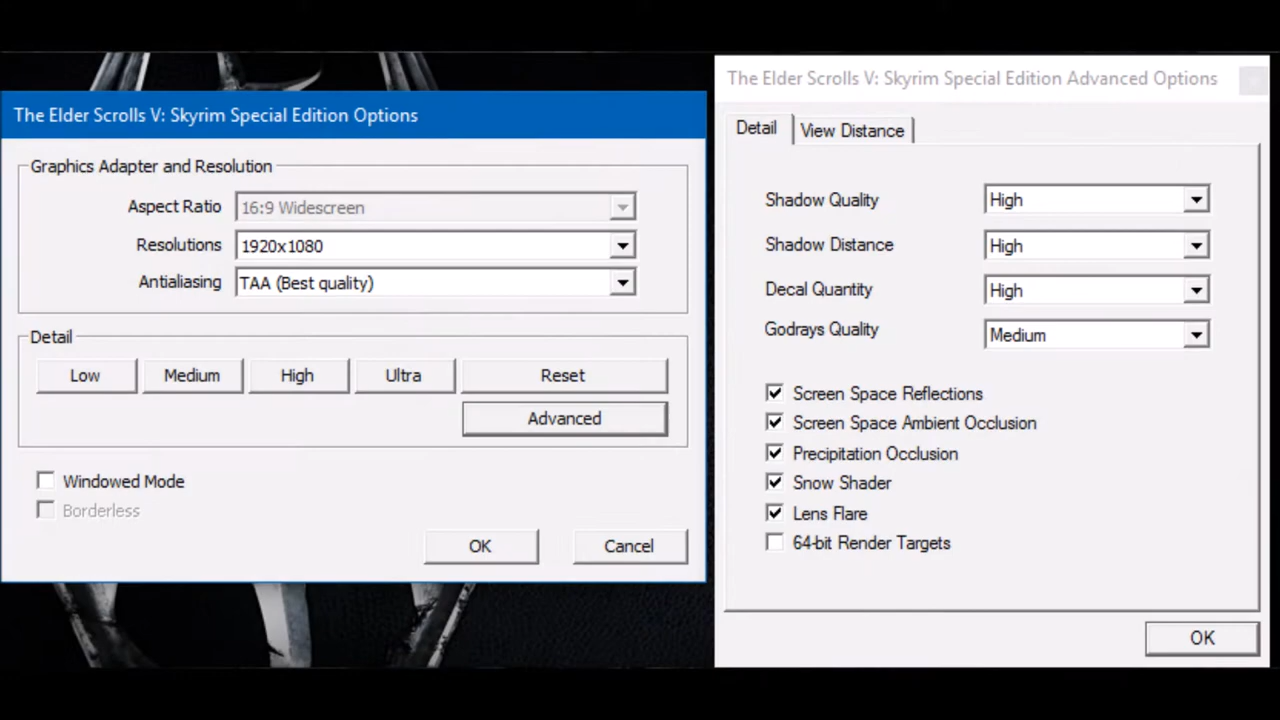 The Elder Scrolls V: Skyrim Special Edition Options
Graphics Adapter and Resolution
Aspect Ratio 16:9 Widescreen
Resolutions 1920x1080
Antialiasing TAA (Best quality)
Detail
Low Medium High Ultra Reset
Advanced
Windowed Mode
Borderless
OK Cancel
The Elder Scrolls V: Skyrim Special Edition Advanced Options
Detail View Distance
Shadow Quality High
Shadow Distance High
Decal Quantity High
Godrays Quality Medium
Screen Space Reflections
Screen Space Ambient Occlusion
Precipitation Occlusion
Snow Shader
Lens Flare
64-bit Render Targets
OK